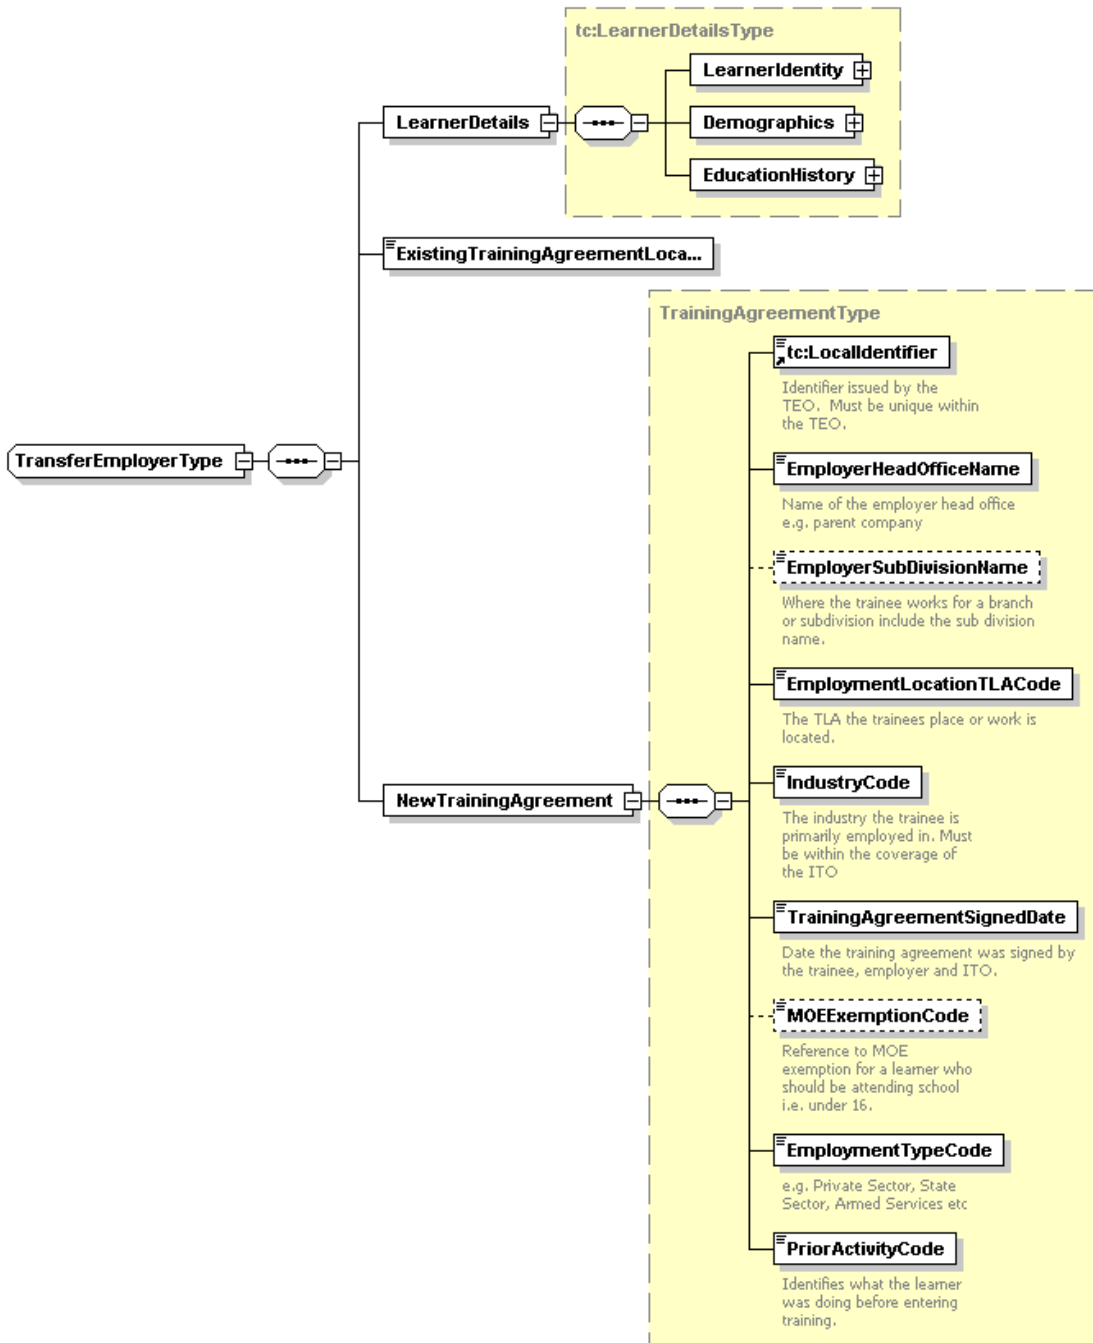 tc:LearnerDetailsType
LearnerIdentity
LearnerDetails
Demographics
EducationHistory
ExistingTrainingAgreementLoca...
TrainingAgreementType
tc:LocalIdentifier
Identifier issued by the
TEO.  Must be unique within
the TEO.
TransferEmployerType
EmployerHeadOfficeName
Name of the employer head office
e.g. parent company
EmployerSubDivisionName
Where the trainee works for a branch
or subdivision include the sub division
name.
EmploymentLocationTLACode
The TLA the trainees place or work is
located.
NewTrainingAgreement
IndustryCode
The industry the trainee is
primarily employed in. Must
be within the coverage of
the ITO
TrainingAgreementSignedDate
Date the training agreement was signed by
the trainee, employer and ITO.
MOEExemptionCode
Reference to MOE
exemption for a learner who
should be attending school
i.e. under 16.
EmploymentTypeCode
e.g. Private Sector, State
Sector, Armed Services etc
PriorActivityCode
Identifies what the learner
was doing before entering
training.